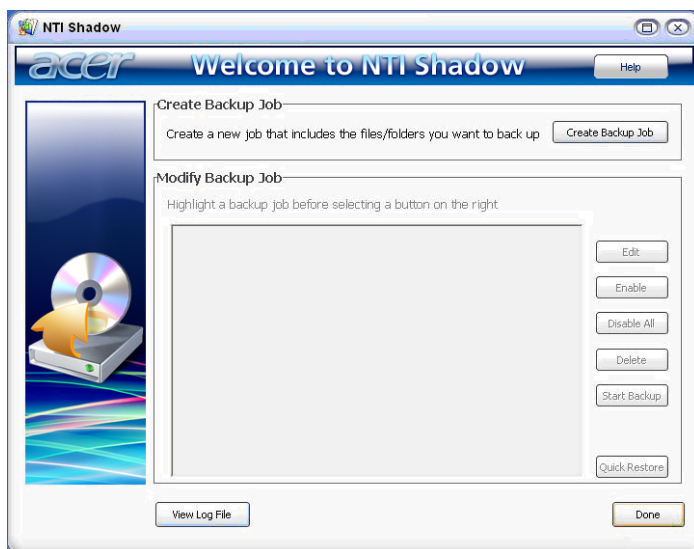 NTI Shadow
acer Welcome to NTI Shadow Help
Create Backup Job
Create a new job that includes the files/folders you want to back up Create Backup Job
Modify Backup Job
Highlight a backup job before selecting a button on the right
Edit
Enable
Disable All
Delete
Start Backup
Quick Restore
View Log File Done